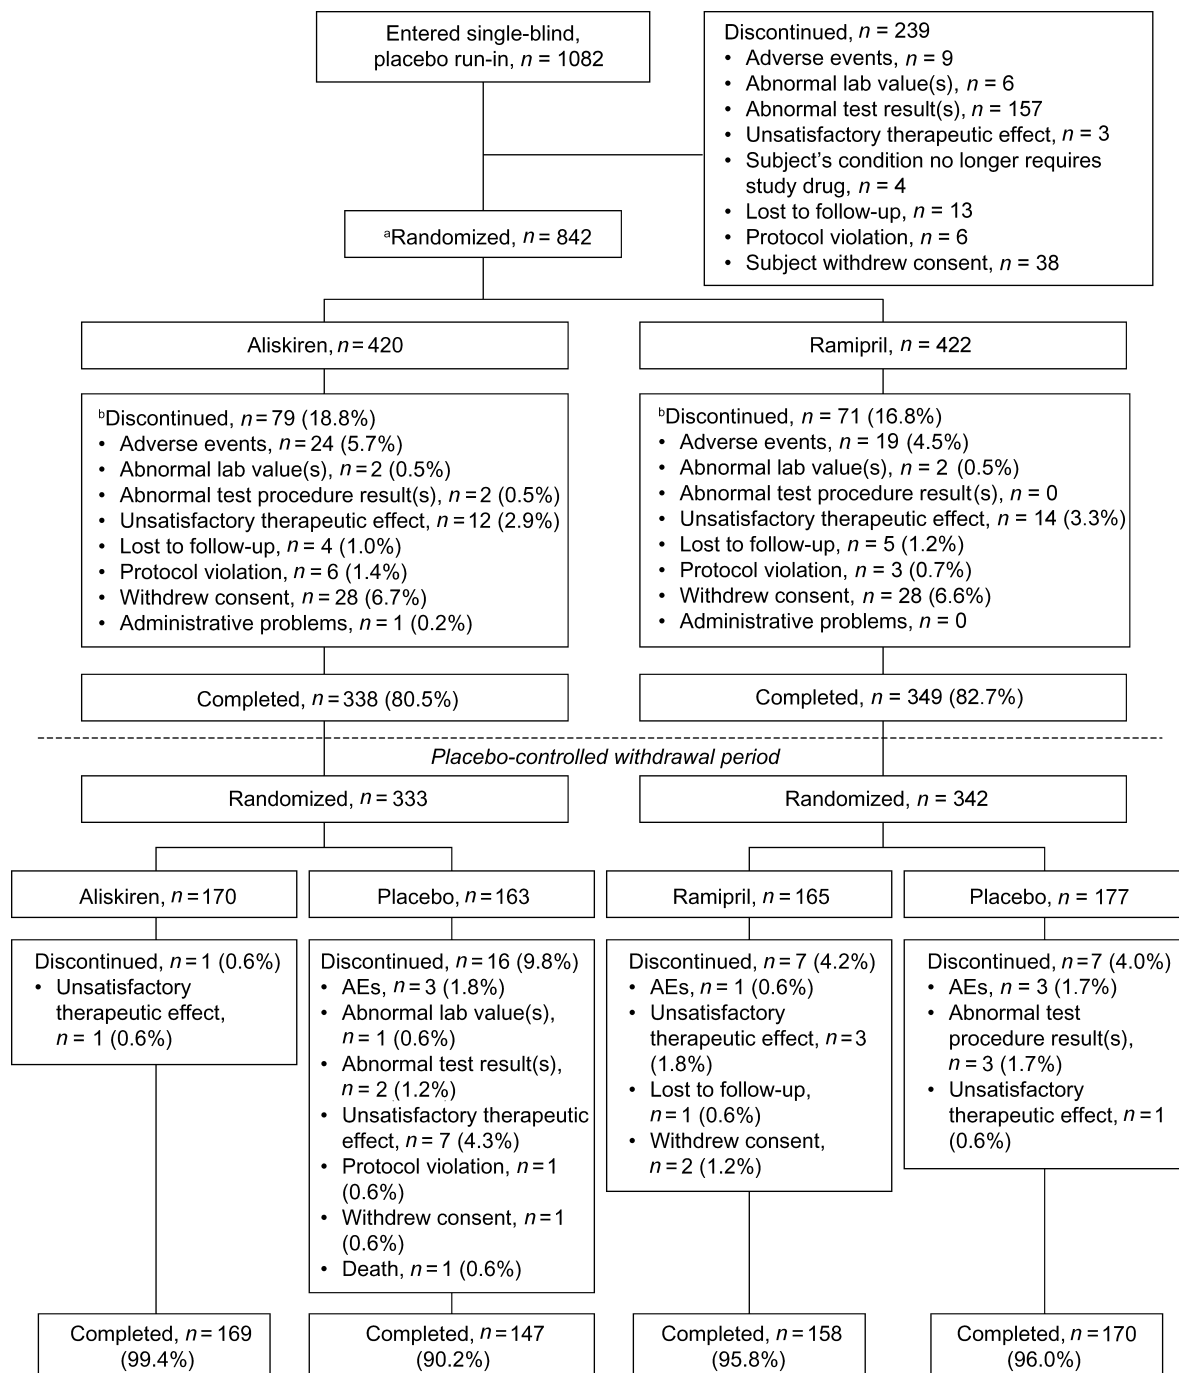 Entered single-blind,
placebo run-in, n = 1082
Discontinued, n = 239
• Adverse events, n = 9
• Abnormal lab value(s), n = 6
• Abnormal test result(s), n = 157
• Unsatisfactory therapeutic effect, n = 3
• Subject's condition no longer requires
study drug, n = 4
• Lost to follow-up, n = 13
• Protocol violation, n = 6
• Subject withdrew consent, n = 38
ᵃRandomized, n = 842
Aliskiren, n = 420
ᵇDiscontinued, n = 79 (18.8%)
• Adverse events, n = 24 (5.7%)
• Abnormal lab value(s), n = 2 (0.5%)
• Abnormal test procedure result(s), n = 2 (0.5%)
• Unsatisfactory therapeutic effect, n = 12 (2.9%)
• Lost to follow-up, n = 4 (1.0%)
• Protocol violation, n = 6 (1.4%)
• Withdrew consent, n = 28 (6.7%)
• Administrative problems, n = 1 (0.2%)
Completed, n = 338 (80.5%)
Ramipril, n = 422
ᵇDiscontinued, n = 71 (16.8%)
• Adverse events, n = 19 (4.5%)
• Abnormal lab value(s), n = 2 (0.5%)
• Abnormal test procedure result(s), n = 0
• Unsatisfactory therapeutic effect, n = 14 (3.3%)
• Lost to follow-up, n = 5 (1.2%)
• Protocol violation, n = 3 (0.7%)
• Withdrew consent, n = 28 (6.6%)
• Administrative problems, n = 0
Completed, n = 349 (82.7%)
Placebo-controlled withdrawal period
Randomized, n = 333
Randomized, n = 342
Aliskiren, n = 170
Discontinued, n = 1 (0.6%)
• Unsatisfactory
therapeutic effect,
n = 1 (0.6%)
Completed, n = 169
(99.4%)
Placebo, n = 163
Discontinued, n = 16 (9.8%)
• AEs, n = 3 (1.8%)
• Abnormal lab value(s),
n = 1 (0.6%)
• Abnormal test result(s),
n = 2 (1.2%)
• Unsatisfactory therapeutic
effect, n = 7 (4.3%)
• Protocol violation, n = 1
(0.6%)
• Withdrew consent, n = 1
(0.6%)
• Death, n = 1 (0.6%)
Completed, n = 147
(90.2%)
Ramipril, n = 165
Discontinued, n = 7 (4.2%)
• AEs, n = 1 (0.6%)
• Unsatisfactory
therapeutic effect, n = 3
(1.8%)
• Lost to follow-up,
n = 1 (0.6%)
• Withdrew consent,
n = 2 (1.2%)
Completed, n = 158
(95.8%)
Placebo, n = 177
Discontinued, n = 7 (4.0%)
• AEs, n = 3 (1.7%)
• Abnormal test
procedure result(s),
n = 3 (1.7%)
• Unsatisfactory
therapeutic effect, n = 1
(0.6%)
Completed, n = 170
(96.0%)